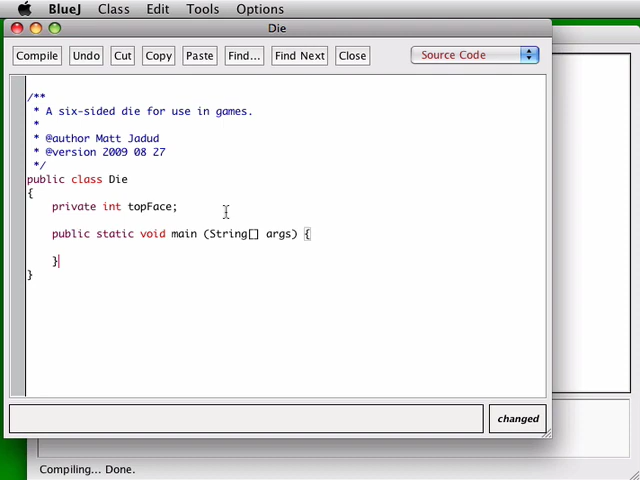 BlueJ Class Edit Tools Options
Die
Compile Undo Cut Copy Paste Find... Find Next Close Source Code
/**
* A six-sided die for use in games.
*
* @author Matt Jadud
* @version 2009 08 27
*/
public class Die
{
private int topFace;
public static void main (String[] args) {
}
}
changed
Compiling... Done.